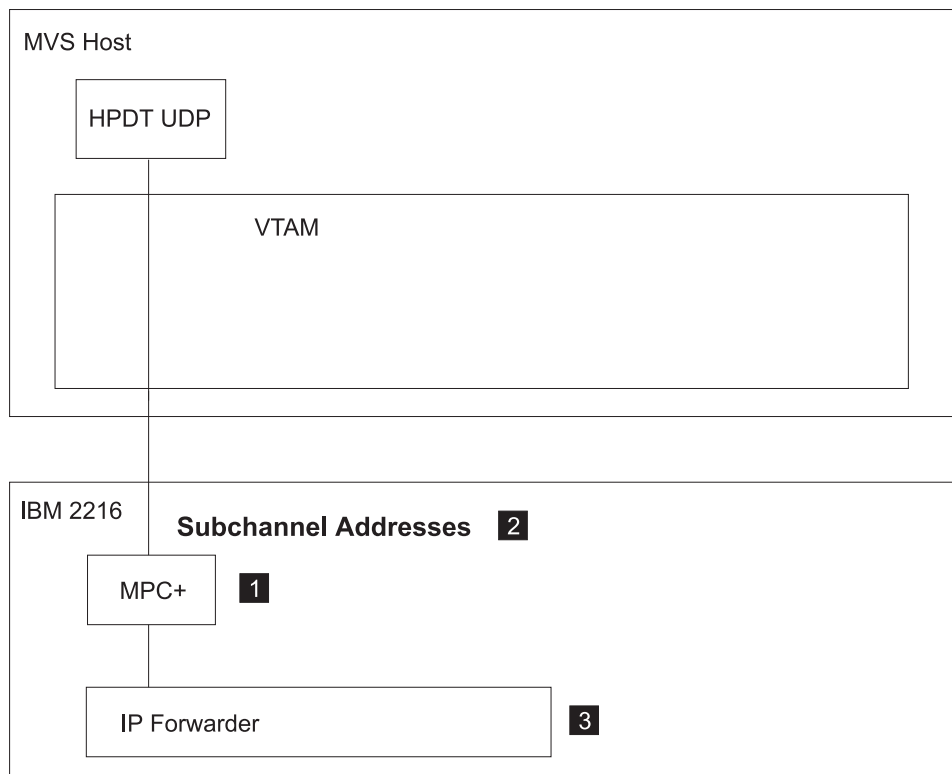 MVS Host
HPDT UDP
VTAM
IBM 2216
Subchannel Addresses 2
MPC+ 1
IP Forwarder 3